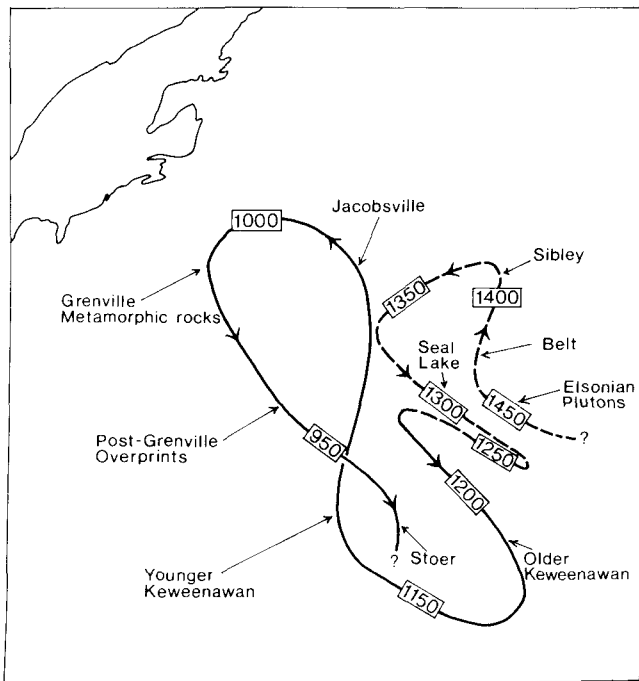 Jacobsville
1000
Sibley
1350
1400
Grenville
Metamorphic rocks
Seal
Lake
Belt
1300
1450
Elsonian
Plutons
?
Post-Grenville
Overprints
950
1250
1200
Stoer
?
Older
Keweenawan
Younger
Keweenawan
1150